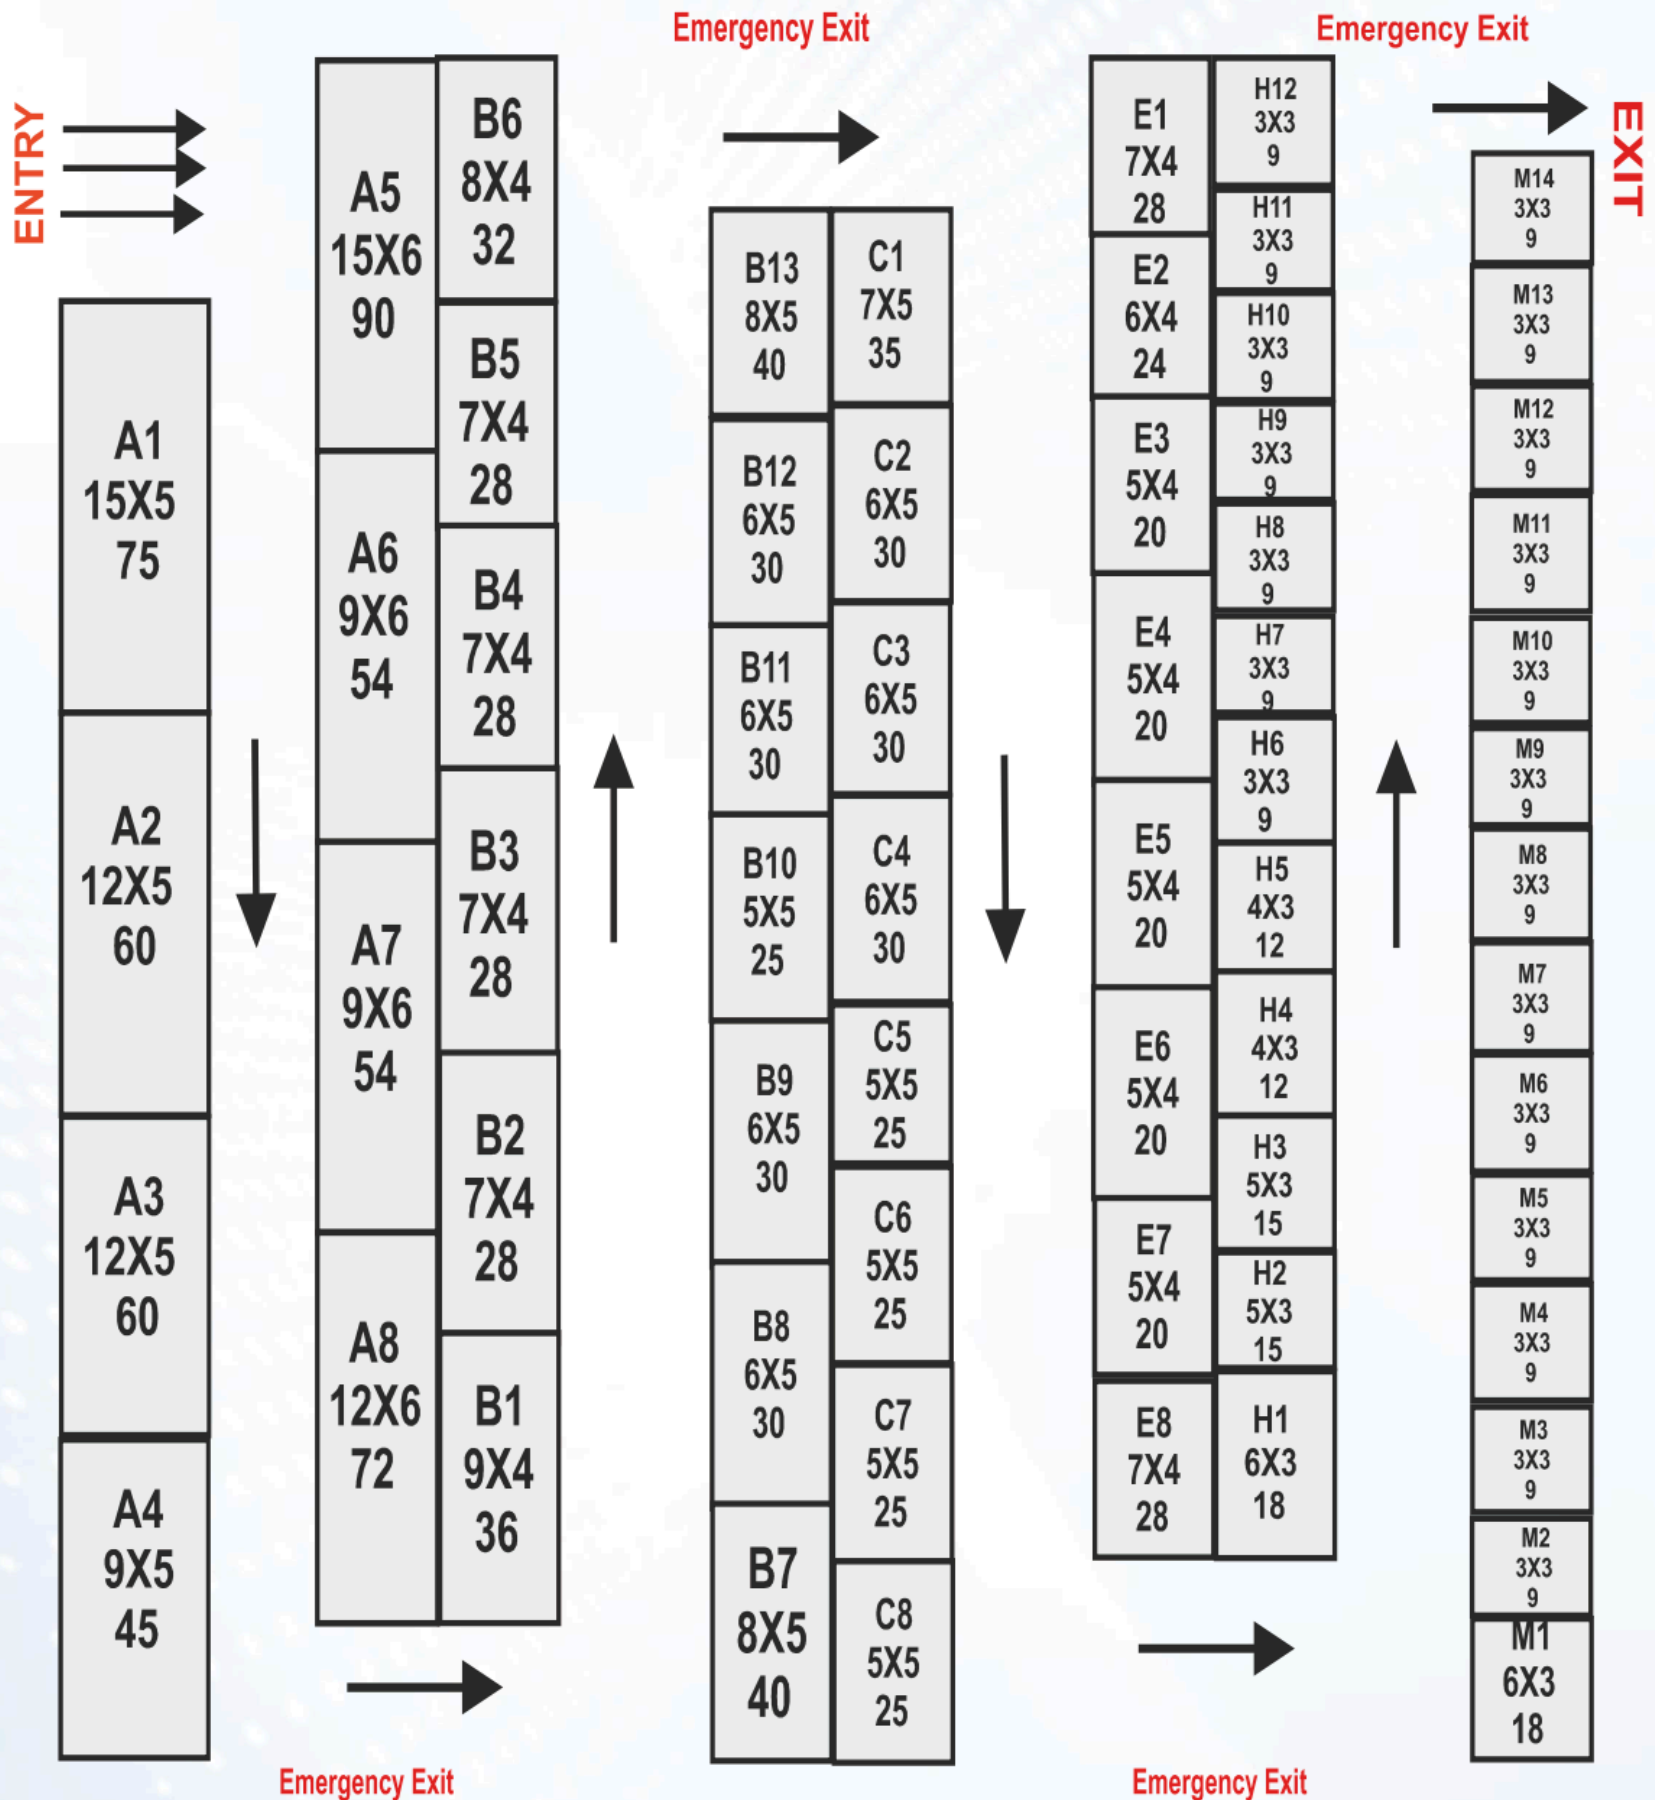 Emergency Exit
Emergency Exit
ENTRY
EXIT
A1
15X5
75
A2
12X5
60
A3
12X5
60
A4
9X5
45
A5
15X6
90
A6
9X6
54
A7
9X6
54
A8
12X6
72
B6
8X4
32
B5
7X4
28
B4
7X4
28
B3
7X4
28
B2
7X4
28
B1
9X4
36
B13
8X5
40
B12
6X5
30
B11
6X5
30
B10
5X5
25
B9
6X5
30
B8
6X5
30
B7
8X5
40
C1
7X5
35
C2
6X5
30
C3
6X5
30
C4
6X5
30
C5
5X5
25
C6
5X5
25
C7
5X5
25
C8
5X5
25
E1
7X4
28
E2
6X4
24
E3
5X4
20
E4
5X4
20
E5
5X4
20
E6
5X4
20
E7
5X4
20
E8
7X4
28
H12
3X3
9
H11
3X3
9
H10
3X3
9
H9
3X3
9
H8
3X3
9
H7
3X3
9
H6
3X3
9
H5
4X3
12
H4
4X3
12
H3
5X3
15
H2
5X3
15
H1
6X3
18
M14
3X3
9
M13
3X3
9
M12
3X3
9
M11
3X3
9
M10
3X3
9
M9
3X3
9
M8
3X3
9
M7
3X3
9
M6
3X3
9
M5
3X3
9
M4
3X3
9
M3
3X3
9
M2
3X3
9
M1
6X3
18
Emergency Exit
Emergency Exit